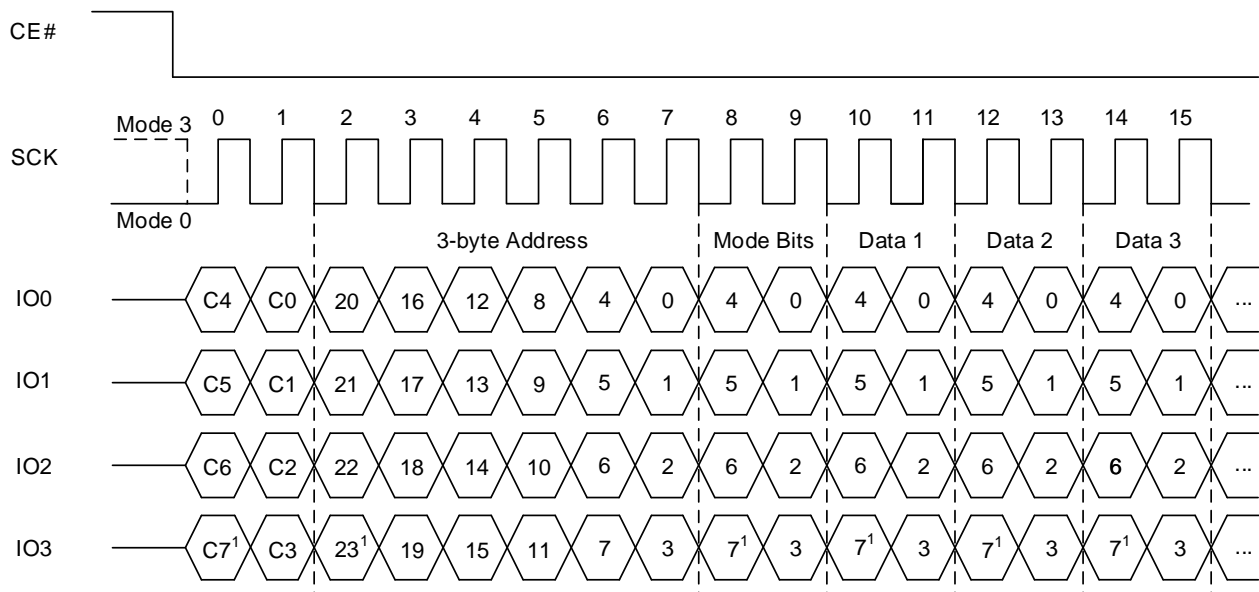 CE#
Mode 3 0 1 2 3 4 5 6 7 8 9 10 11 12 13 14 15
SCK
Mode 0
3-byte Address Mode Bits Data 1 Data 2 Data 3
IO0 C4 C0 20 16 12 8 4 0 4 0 4 0 4 0 4 0 ...
IO1 C5 C1 21 17 13 9 5 1 5 1 5 1 5 1 5 1 ...
IO2 C6 C2 22 18 14 10 6 2 6 2 6 2 6 2 6 2 ...
IO3 C7¹ C3 23¹ 19 15 11 7 3 7¹ 3 7¹ 3 7¹ 3 7¹ 3 ...